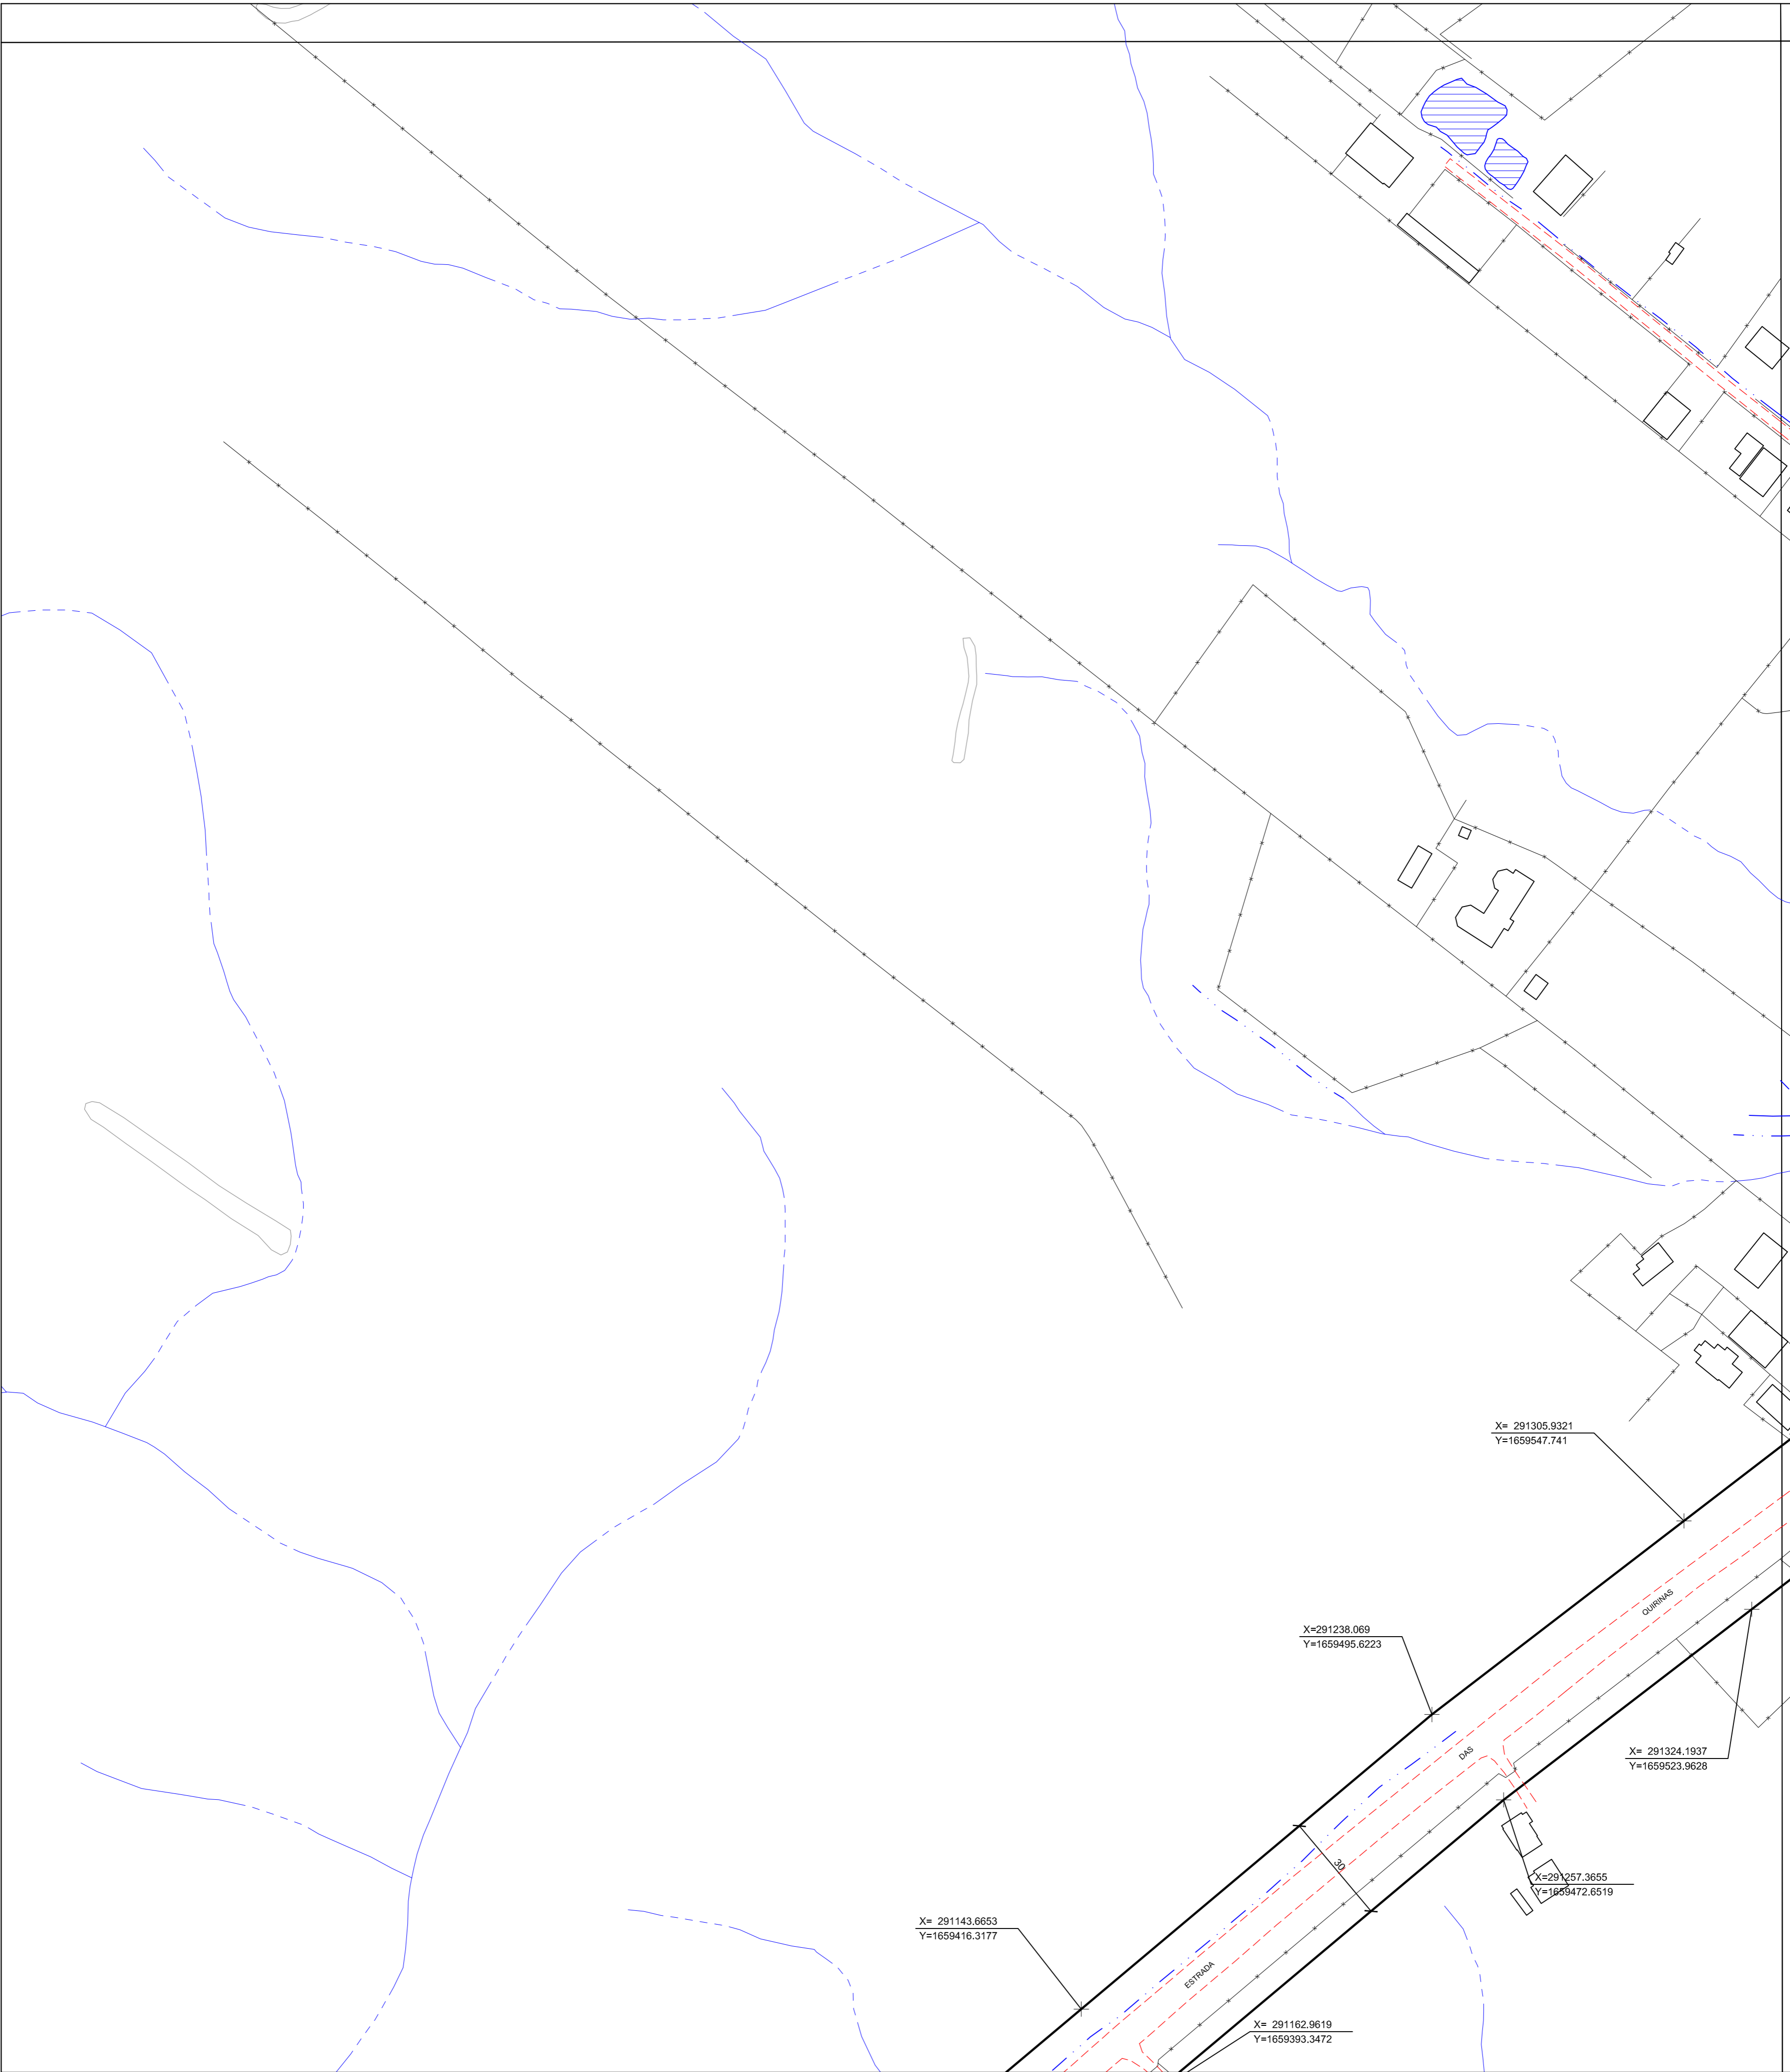 X= 291305.9321
Y=1659547.741
QUIRINAS
X=291238.069
Y=1659495.6223
DAS
X= 291324.1937
Y=1659523.9628
30
X=291257.3655
Y=1659472.6519
X= 291143.6653
Y=1659416.3177
ESTRADA
X= 291162.9619
Y=1659393.3472